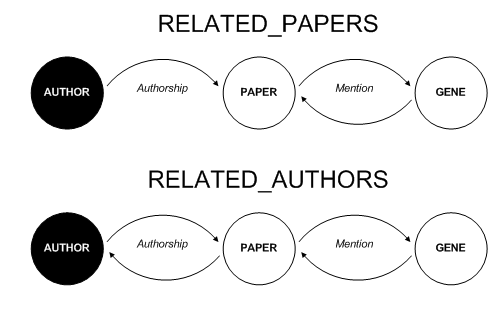 RELATED_PAPERS
AUTHOR Authorship PAPER Mention GENE
RELATED_AUTHORS
AUTHOR Authorship PAPER Mention GENE